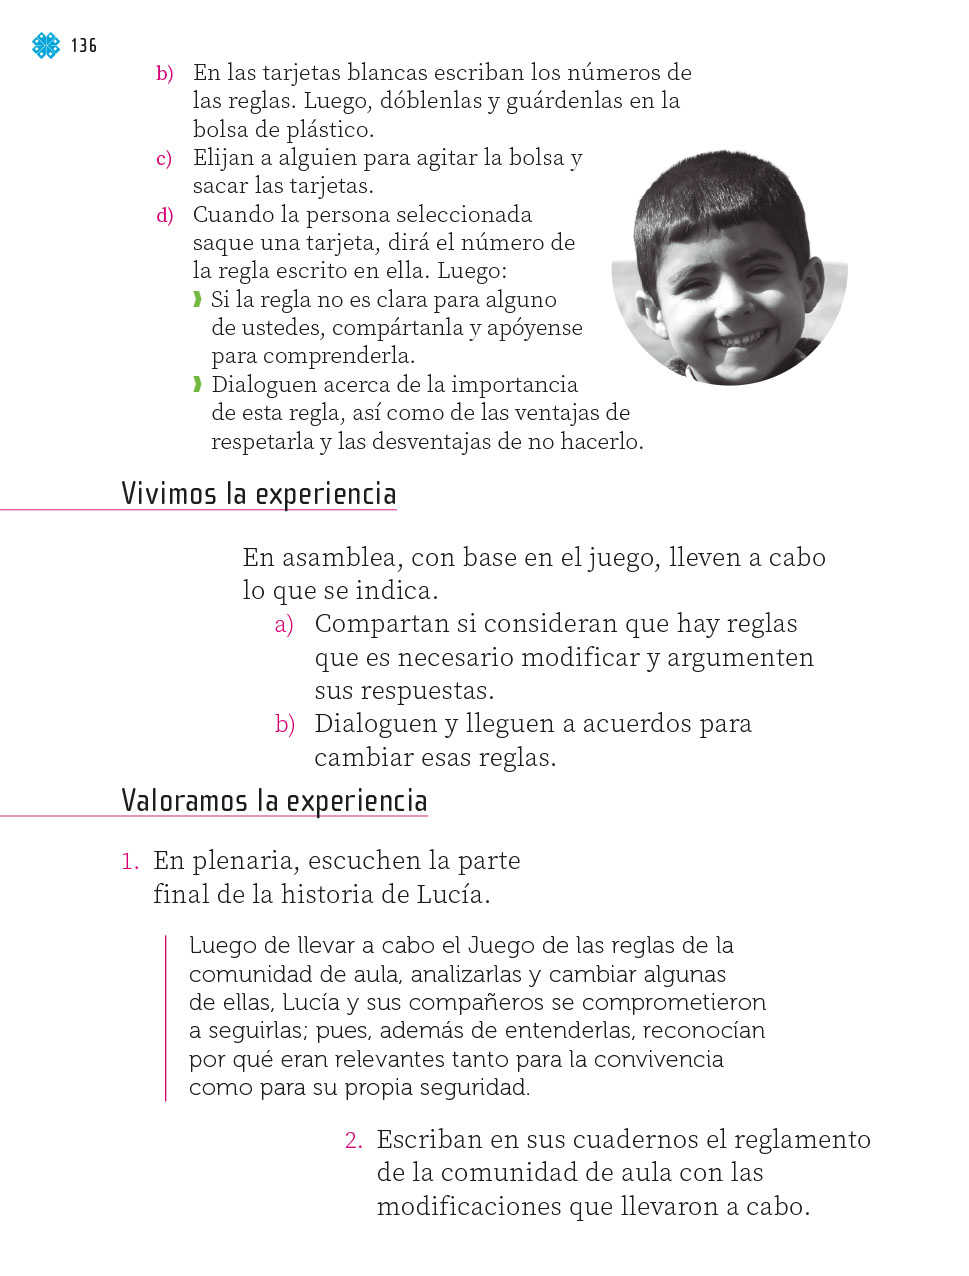 136
b) En las tarjetas blancas escriban los números de
las reglas. Luego, dóblenlas y guárdenlas en la
bolsa de plástico.
c) Elijan a alguien para agitar la bolsa y
sacar las tarjetas.
d) Cuando la persona seleccionada
saque una tarjeta, dirá el número de
la regla escrito en ella. Luego:
Si la regla no es clara para alguno
de ustedes, compártanla y apóyense
para comprenderla.
Dialoguen acerca de la importancia
de esta regla, así como de las ventajas de
respetarla y las desventajas de no hacerlo.
Vivimos la experiencia
En asamblea, con base en el juego, lleven a cabo
lo que se indica.
a) Compartan si consideran que hay reglas
que es necesario modificar y argumenten
sus respuestas.
b) Dialoguen y lleguen a acuerdos para
cambiar esas reglas.
Valoramos la experiencia
1. En plenaria, escuchen la parte
final de la historia de Lucía.
Luego de llevar a cabo el Juego de las reglas de la
comunidad de aula, analizarlas y cambiar algunas
de ellas, Lucía y sus compañeros se comprometieron
a seguirlas; pues, además de entenderlas, reconocían
por qué eran relevantes tanto para la convivencia
como para su propia seguridad.
2. Escriban en sus cuadernos el reglamento
de la comunidad de aula con las
modificaciones que llevaron a cabo.